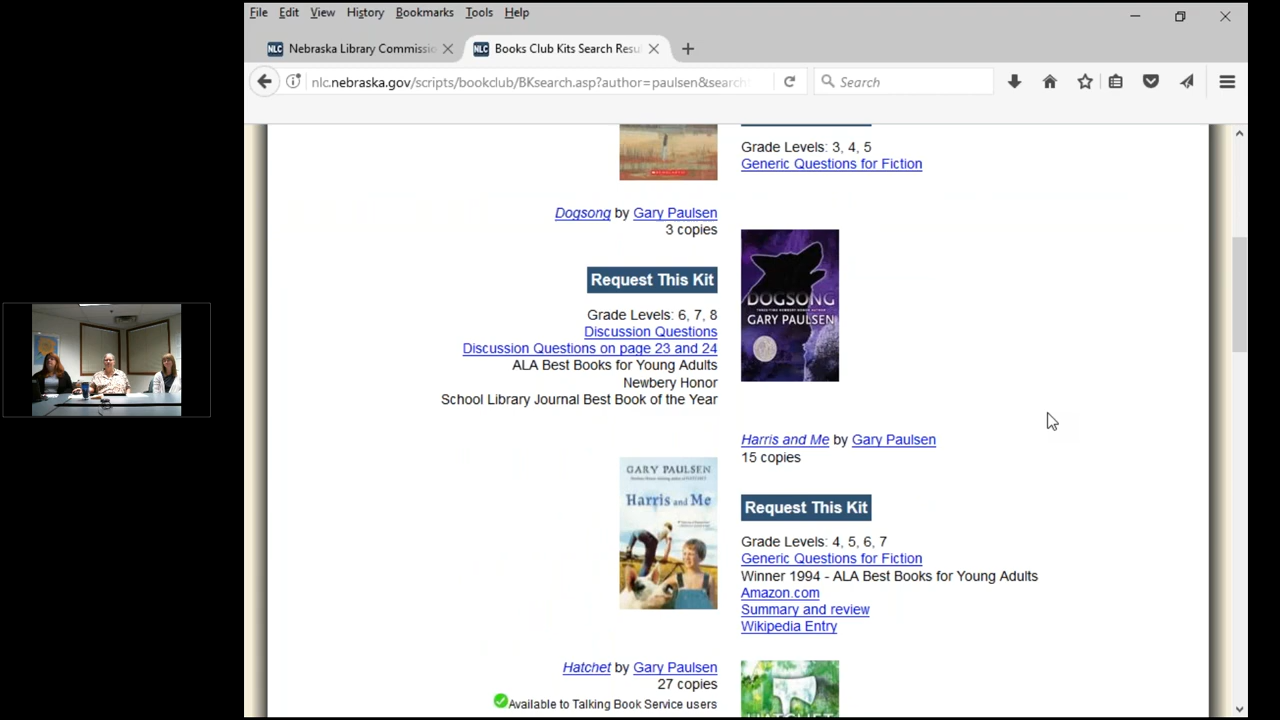 File Edit View History Bookmarks Tools Help
NLC Nebraska Library Commissio
NLC Books Club Kits Search Resu
nlc.nebraska.gov/scripts/bookclub/BKsearch.asp?author=paulsen&search
Search
Grade Levels: 3, 4, 5
Generic Questions for Fiction
Dogsong by Gary Paulsen
3 copies
Request This Kit
Grade Levels: 6, 7, 8
Discussion Questions
Discussion Questions on page 23 and 24
ALA Best Books for Young Adults
Newbery Honor
School Library Journal Best Book of the Year
DOGSONG
GARY PAULSEN
Harris and Me by Gary Paulsen
15 copies
GARY PAULSEN
Harris and Me
Request This Kit
Grade Levels: 4, 5, 6, 7
Generic Questions for Fiction
Winner 1994 - ALA Best Books for Young Adults
Amazon.com
Summary and review
Wikipedia Entry
Hatchet by Gary Paulsen
27 copies
Available to Talking Book Service users